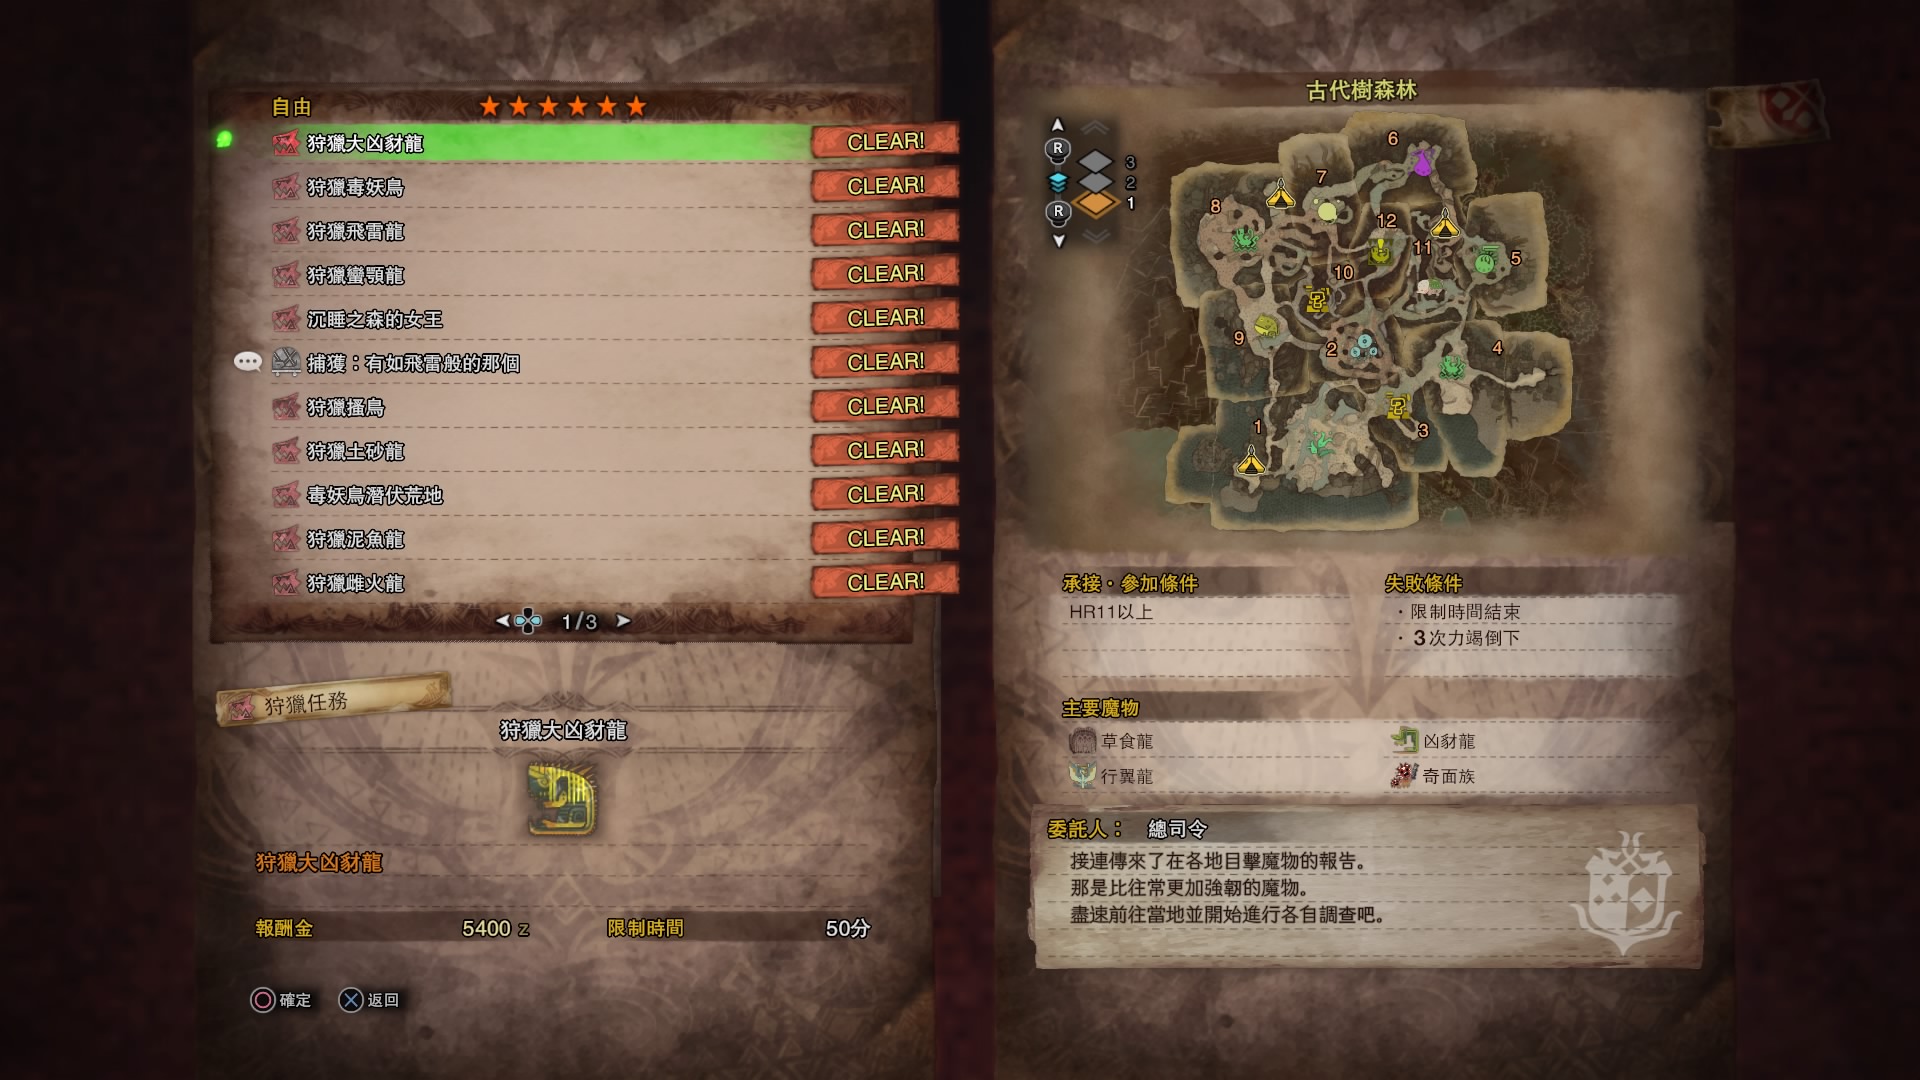 自由
狩獵大凶豺龍 CLEAR!
狩獵毒妖鳥 CLEAR!
狩獵飛雷龍 CLEAR!
狩獵蠻顎龍 CLEAR!
沉睡之森的女王 CLEAR!
捕獲：有如飛雷般的那個 CLEAR!
狩獵搔鳥 CLEAR!
狩獵土砂龍 CLEAR!
毒妖鳥潛伏荒地 CLEAR!
狩獵泥魚龍 CLEAR!
狩獵雌火龍 CLEAR!
1/3
狩獵任務
狩獵大凶豺龍
狩獵大凶豺龍
報酬金 5400 z 限制時間 50分
確定 返回
古代樹森林
R
R
3
2
1
6
7
8
12
11
5
10
9
2
4
1
3
承接・參加條件
HR11以上
失敗條件
・限制時間結束
・3次力竭倒下
主要魔物
草食龍 凶豺龍
行翼龍 奇面族
委託人： 總司令
接連傳來了在各地目擊魔物的報告。
那是比往常更加強韌的魔物。
盡速前往當地並開始進行各自調查吧。